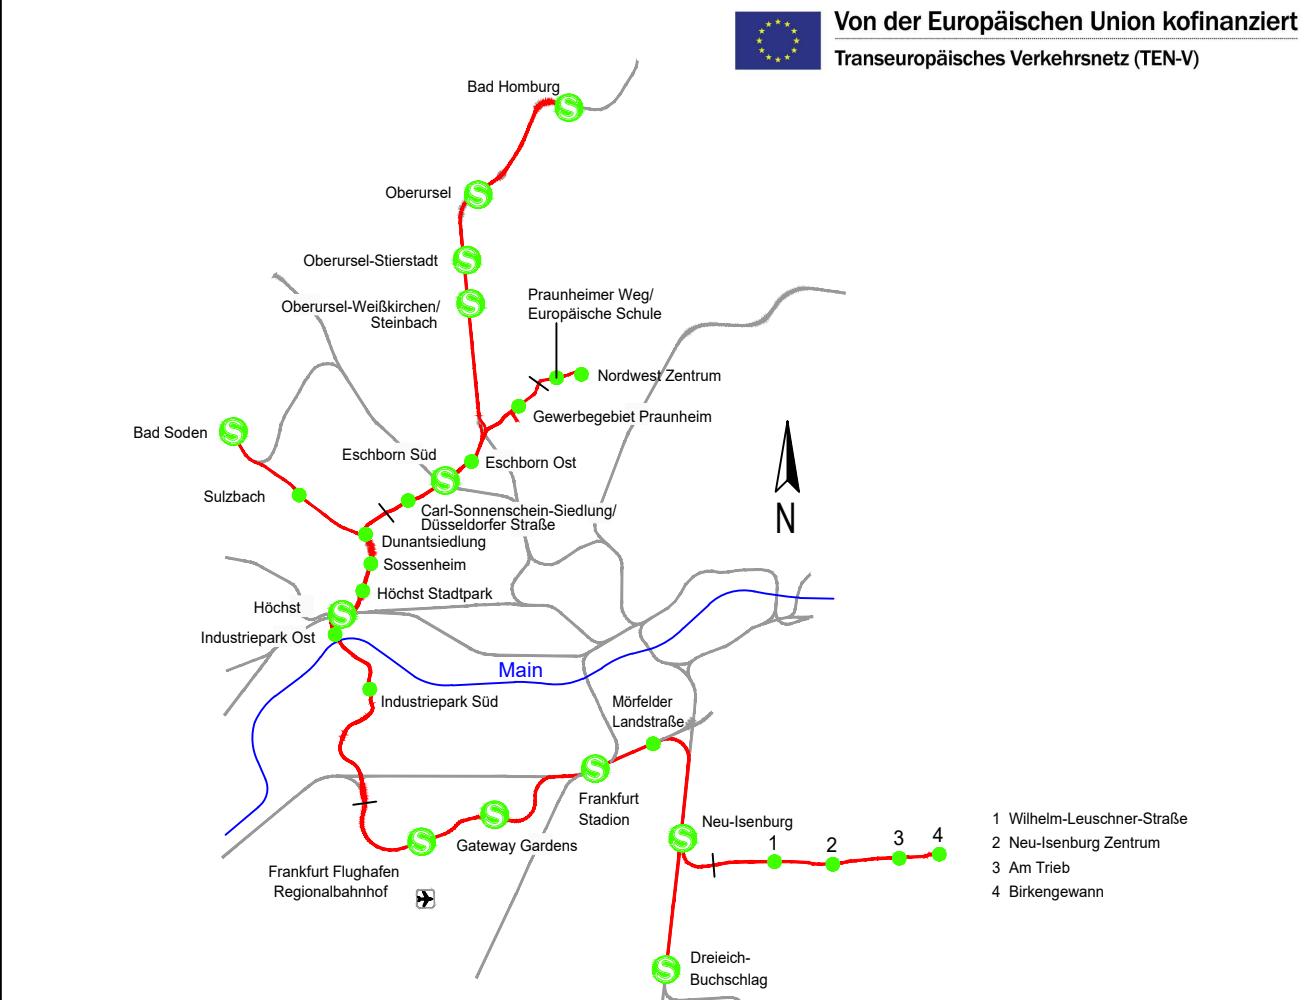 Von der Europäischen Union kofinanziert
Transeuropäisches Verkehrsnetz (TEN-V)
Bad Homburg
S
Oberursel
S
Oberursel-Stierstadt
S
Oberursel-Weißkirchen/
Steinbach
S
Praunheimer Weg/
Europäische Schule
Nordwest Zentrum
Gewerbegebiet Praunheim
Bad Soden
S
Eschborn Süd
S
Eschborn Ost
Sulzbach
Carl-Sonnenschein-Siedlung/
Düsseldorfer Straße
Dunantsiedlung
Sossenheim
Höchst Stadtpark
Höchst
S
Industriepark Ost
N
Main
Industriepark Süd
Mörfelder
Landstraße
S
Frankfurt
Stadion
S
Gateway Gardens
S
Frankfurt Flughafen
Regionalbahnhof
Neu-Isenburg
S
1
2
3
4
1 Wilhelm-Leuschner-Straße
2 Neu-Isenburg Zentrum
3 Am Trieb
4 Birkengewann
S
Dreieich-
Buchschlag